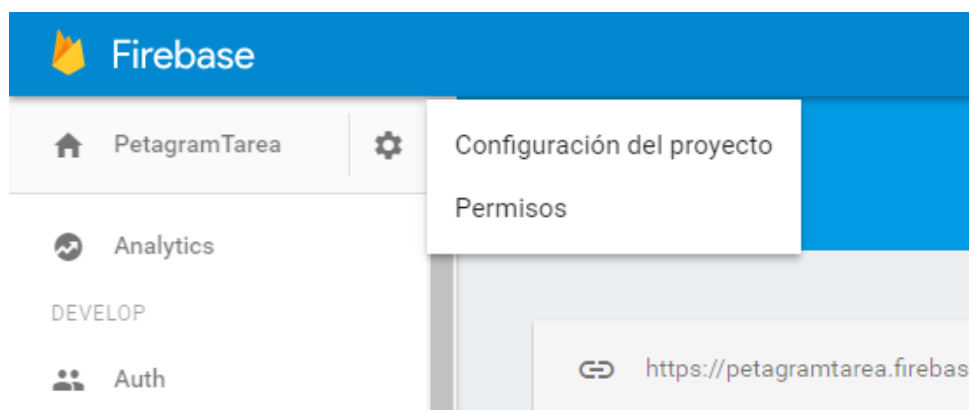 Firebase
PetagramTarea
Configuración del proyecto
Permisos
Analytics
DEVELOP
Auth
https://petagramtarea.firebas